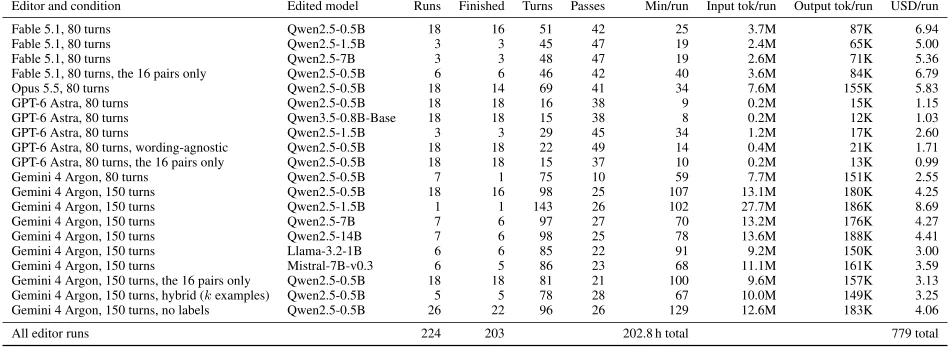 Editor and condition Edited model Runs Finished Turns Passes Min/run Input tok/run Output tok/run USD/run
Fable 5.1, 80 turns Qwen2.5-0.5B 18 16 51 42 25 3.7M 87K 6.94
Fable 5.1, 80 turns Qwen2.5-1.5B 3 3 45 47 19 2.4M 65K 5.00
Fable 5.1, 80 turns Qwen2.5-7B 3 3 48 47 19 2.6M 71K 5.36
Fable 5.1, 80 turns, the 16 pairs only Qwen2.5-0.5B 6 6 46 42 40 3.6M 84K 6.79
Opus 5.5, 80 turns Qwen2.5-0.5B 18 14 69 41 34 7.6M 155K 5.83
GPT-6 Astra, 80 turns Qwen2.5-0.5B 18 18 16 38 9 0.2M 15K 1.15
GPT-6 Astra, 80 turns Qwen3.5-0.8B-Base 18 18 15 38 8 0.2M 12K 1.03
GPT-6 Astra, 80 turns Qwen2.5-1.5B 3 3 29 45 34 1.2M 17K 2.60
GPT-6 Astra, 80 turns, wording-agnostic Qwen2.5-0.5B 18 18 22 49 14 0.4M 21K 1.71
GPT-6 Astra, 80 turns, the 16 pairs only Qwen2.5-0.5B 18 18 15 37 10 0.2M 13K 0.99
Gemini 4 Argon, 80 turns Qwen2.5-0.5B 7 1 75 10 59 7.7M 151K 2.55
Gemini 4 Argon, 150 turns Qwen2.5-0.5B 18 16 98 25 107 13.1M 180K 4.25
Gemini 4 Argon, 150 turns Qwen2.5-1.5B 1 1 143 26 102 27.7M 186K 8.69
Gemini 4 Argon, 150 turns Qwen2.5-7B 7 6 97 27 70 13.2M 176K 4.27
Gemini 4 Argon, 150 turns Qwen2.5-14B 7 6 98 25 78 13.6M 188K 4.41
Gemini 4 Argon, 150 turns Llama-3.2-1B 6 6 85 22 91 9.2M 150K 3.00
Gemini 4 Argon, 150 turns Mistral-7B-v0.3 6 5 86 23 68 11.1M 161K 3.59
Gemini 4 Argon, 150 turns, the 16 pairs only Qwen2.5-0.5B 18 18 81 21 100 9.6M 157K 3.13
Gemini 4 Argon, 150 turns, hybrid (k examples) Qwen2.5-0.5B 5 5 78 28 67 10.0M 149K 3.25
Gemini 4 Argon, 150 turns, no labels Qwen2.5-0.5B 26 22 96 26 129 12.6M 183K 4.06
All editor runs 224 203 202.8 h total 779 total